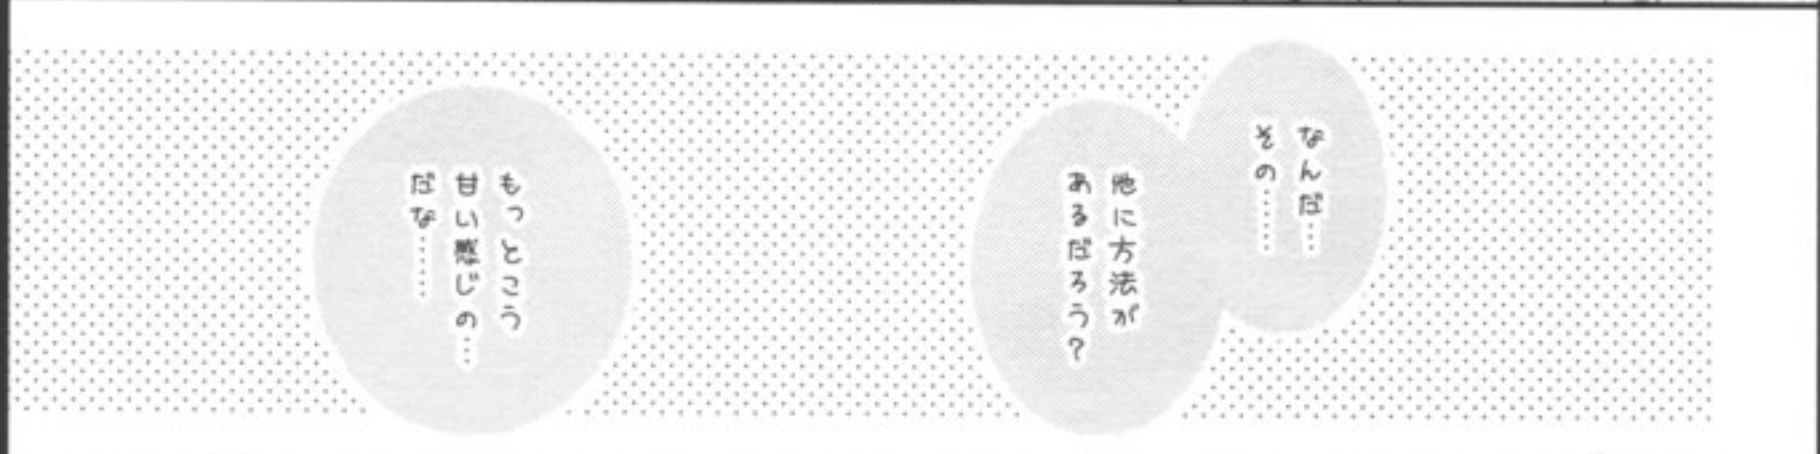 なんだ…
その……
他に方法が
あるだろう?
もっとこう
甘い感じの…
だな……